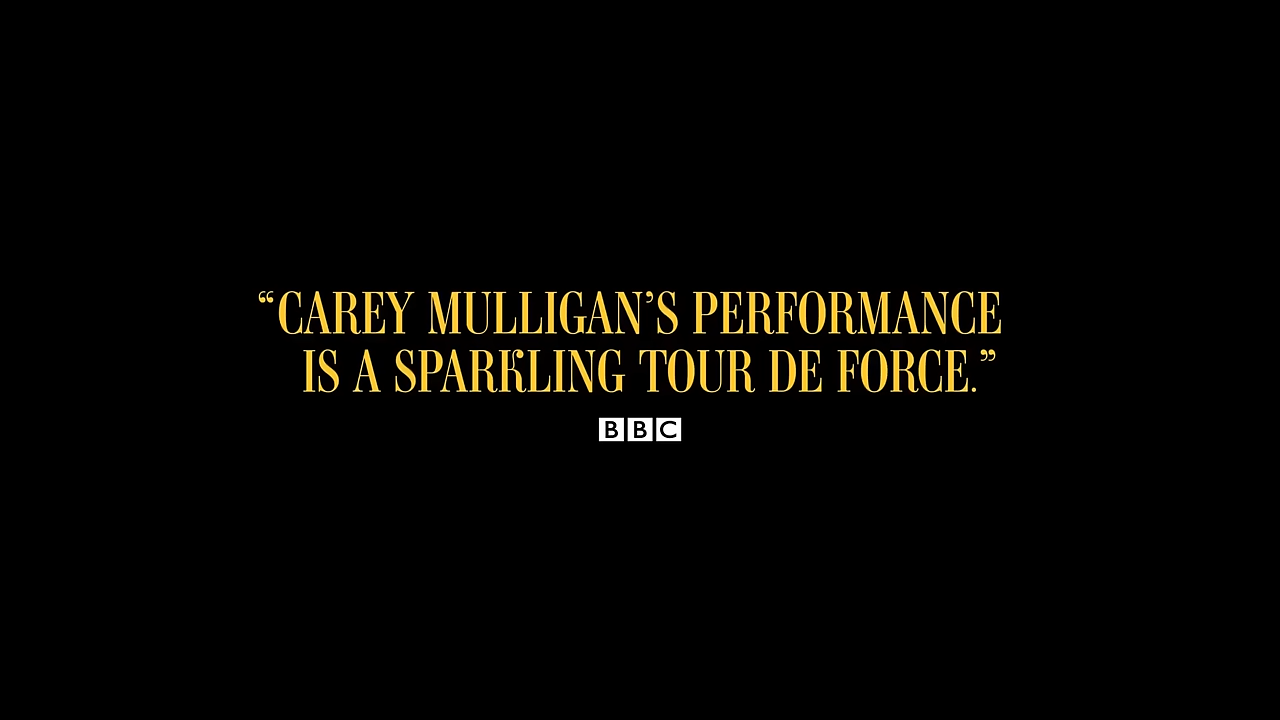 “CAREY MULLIGAN’S PERFORMANCE
IS A SPARKLING TOUR DE FORCE.”
BBC